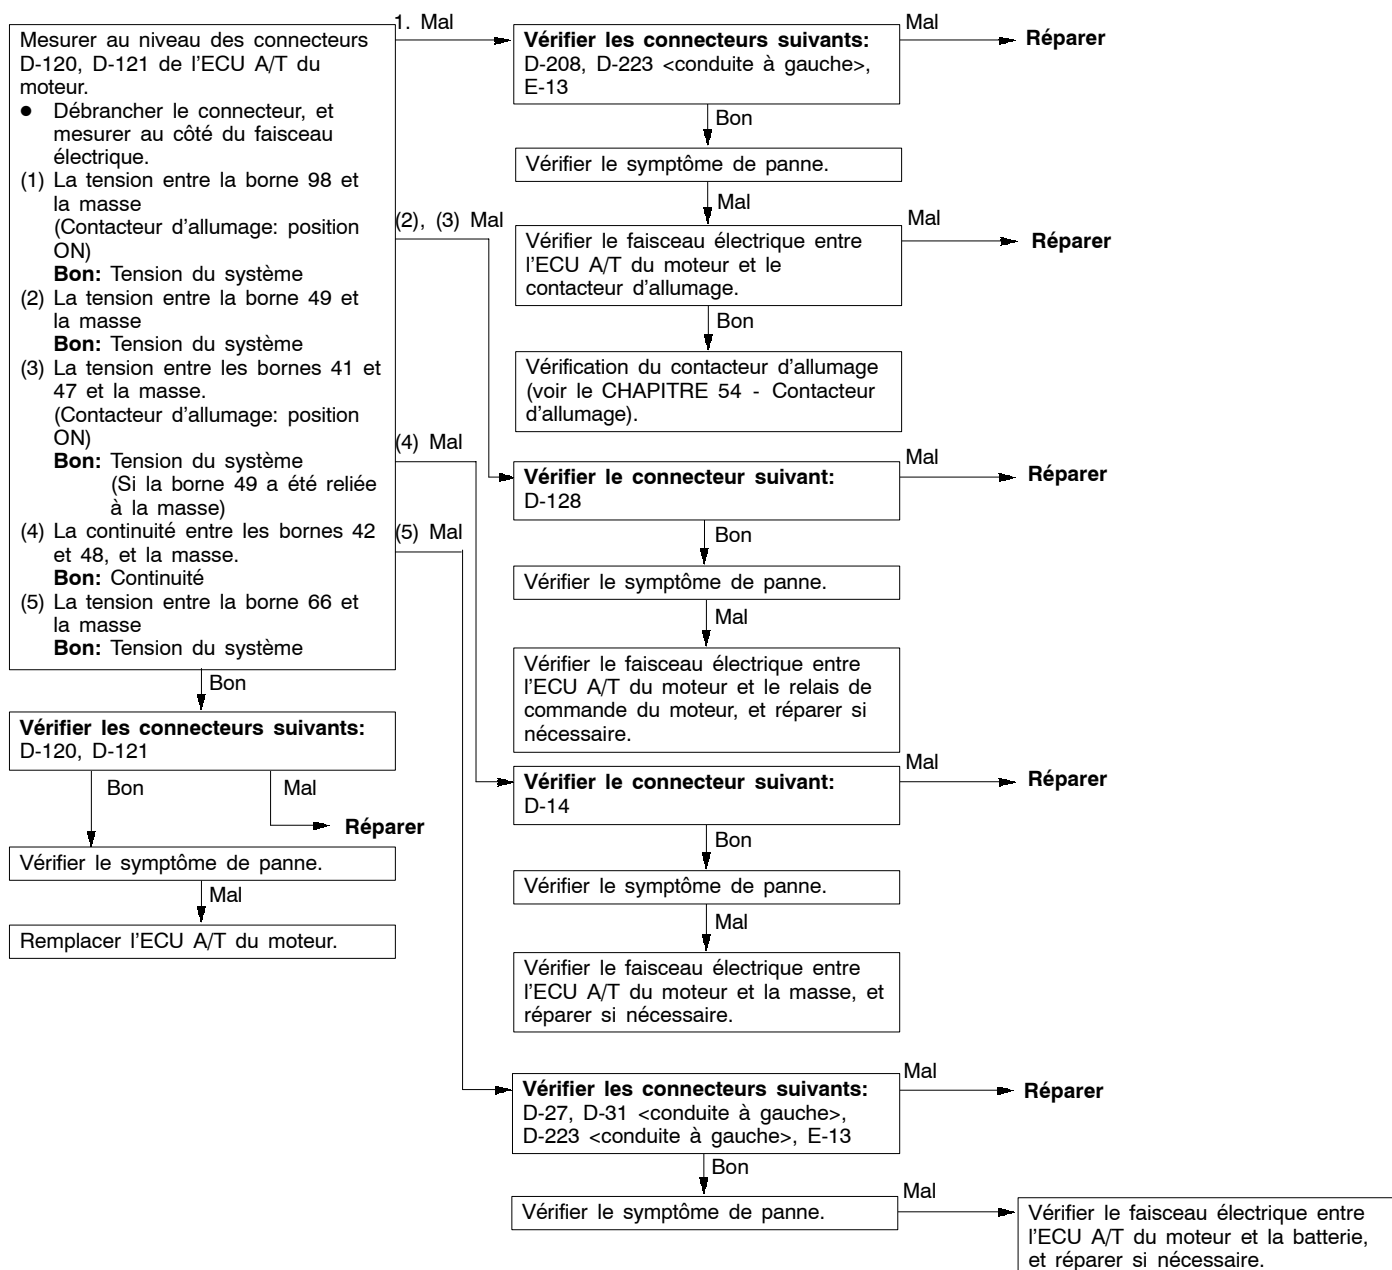 Mesurer au niveau des connecteurs
D-120, D-121 de l'ECU A/T du
moteur.
● Débrancher le connecteur, et
mesurer au côté du faisceau
électrique.
(1) La tension entre la borne 98 et
la masse
(Contacteur d'allumage: position
ON)
Bon: Tension du système
(2) La tension entre la borne 49 et
la masse
Bon: Tension du système
(3) La tension entre les bornes 41 et
47 et la masse.
(Contacteur d'allumage: position
ON)
Bon: Tension du système
(Si la borne 49 a été reliée
à la masse)
(4) La continuité entre les bornes 42
et 48, et la masse.
Bon: Continuité
(5) La tension entre la borne 66 et
la masse
Bon: Tension du système
Bon
Vérifier les connecteurs suivants:
D-120, D-121
Bon
Mal
Réparer
Vérifier le symptôme de panne.
Mal
Remplacer l'ECU A/T du moteur.
1. Mal
Vérifier les connecteurs suivants:
D-208, D-223 <conduite à gauche>,
E-13
Mal
Réparer
Bon
Vérifier le symptôme de panne.
Mal
Vérifier le faisceau électrique entre
l'ECU A/T du moteur et le
contacteur d'allumage.
Mal
Réparer
Bon
Vérification du contacteur d'allumage
(voir le CHAPITRE 54 - Contacteur
d'allumage).
(2), (3) Mal
Vérifier le connecteur suivant:
D-128
Mal
Réparer
Bon
Vérifier le symptôme de panne.
Mal
Vérifier le faisceau électrique entre
l'ECU A/T du moteur et le relais de
commande du moteur, et réparer si
nécessaire.
(4) Mal
Vérifier le connecteur suivant:
D-14
Mal
Réparer
Bon
Vérifier le symptôme de panne.
Mal
Vérifier le faisceau électrique entre
l'ECU A/T du moteur et la masse, et
réparer si nécessaire.
(5) Mal
Vérifier les connecteurs suivants:
D-27, D-31 <conduite à gauche>,
D-223 <conduite à gauche>, E-13
Mal
Réparer
Bon
Vérifier le symptôme de panne.
Mal
Vérifier le faisceau électrique entre
l'ECU A/T du moteur et la batterie,
et réparer si nécessaire.